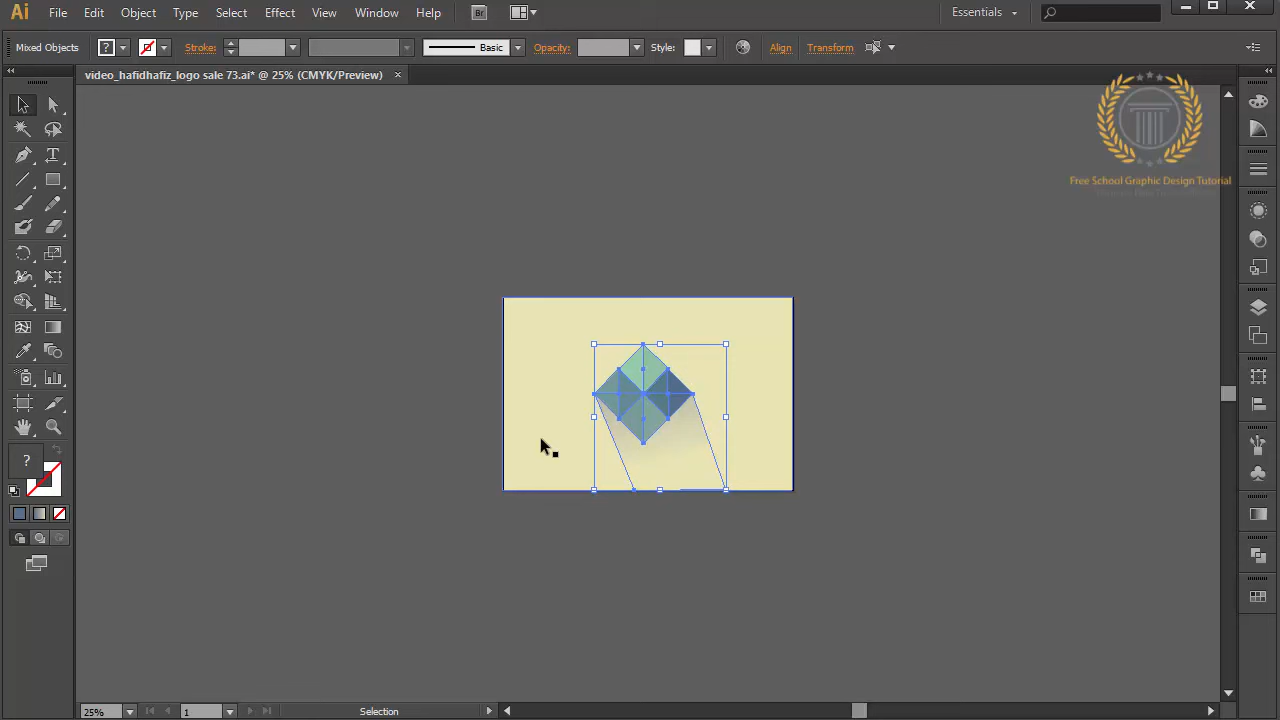 Ai File Edit Object Type Select Effect View Window Help Br Essentials
Mixed Objects ? Stroke: Basic Opacity: Style: Align Transform
video_hafidhafiz_logo sale 73.ai* @ 25% (CMYK/Preview)
Free School Graphic Design Tutorial
T
?
25% 1 Selection